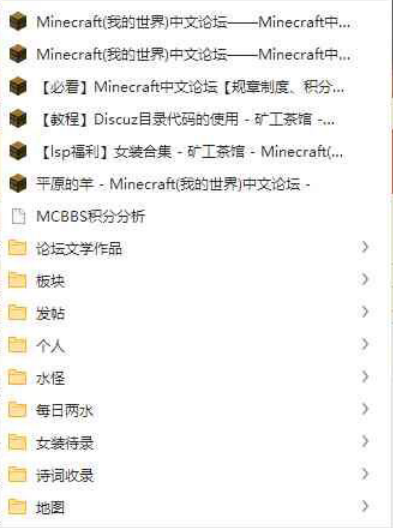 Minecraft(我的世界)中文论坛——Minecraft中...
Minecraft(我的世界)中文论坛——Minecraft中...
【必看】Minecraft中文论坛【规章制度、积分...
【教程】Discuz目录代码的使用 - 矿工茶馆 -...
【lsp福利】女装合集 - 矿工茶馆 - Minecraft(...
平原的羊 - Minecraft(我的世界)中文论坛 -
MCBBS积分分析
论坛文学作品
板块
发帖
个人
水怪
每日两水
女装待录
诗词收录
地图